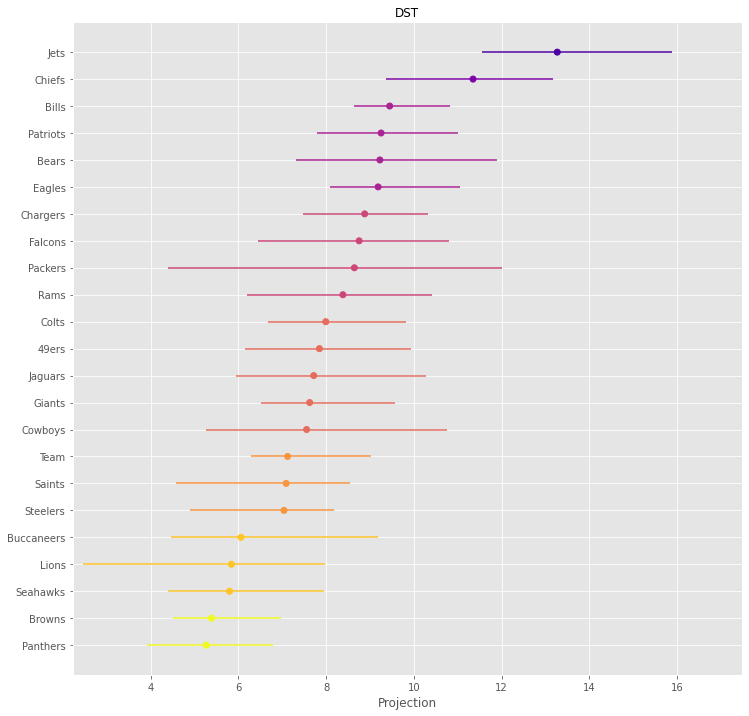 DST
Jets
Chiefs
Bills
Patriots
Bears
Eagles
Chargers
Falcons
Packers
Rams
Colts
49ers
Jaguars
Giants
Cowboys
Team
Saints
Steelers
Buccaneers
Lions
Seahawks
Browns
Panthers
4 6 8 10 12 14 16
Projection